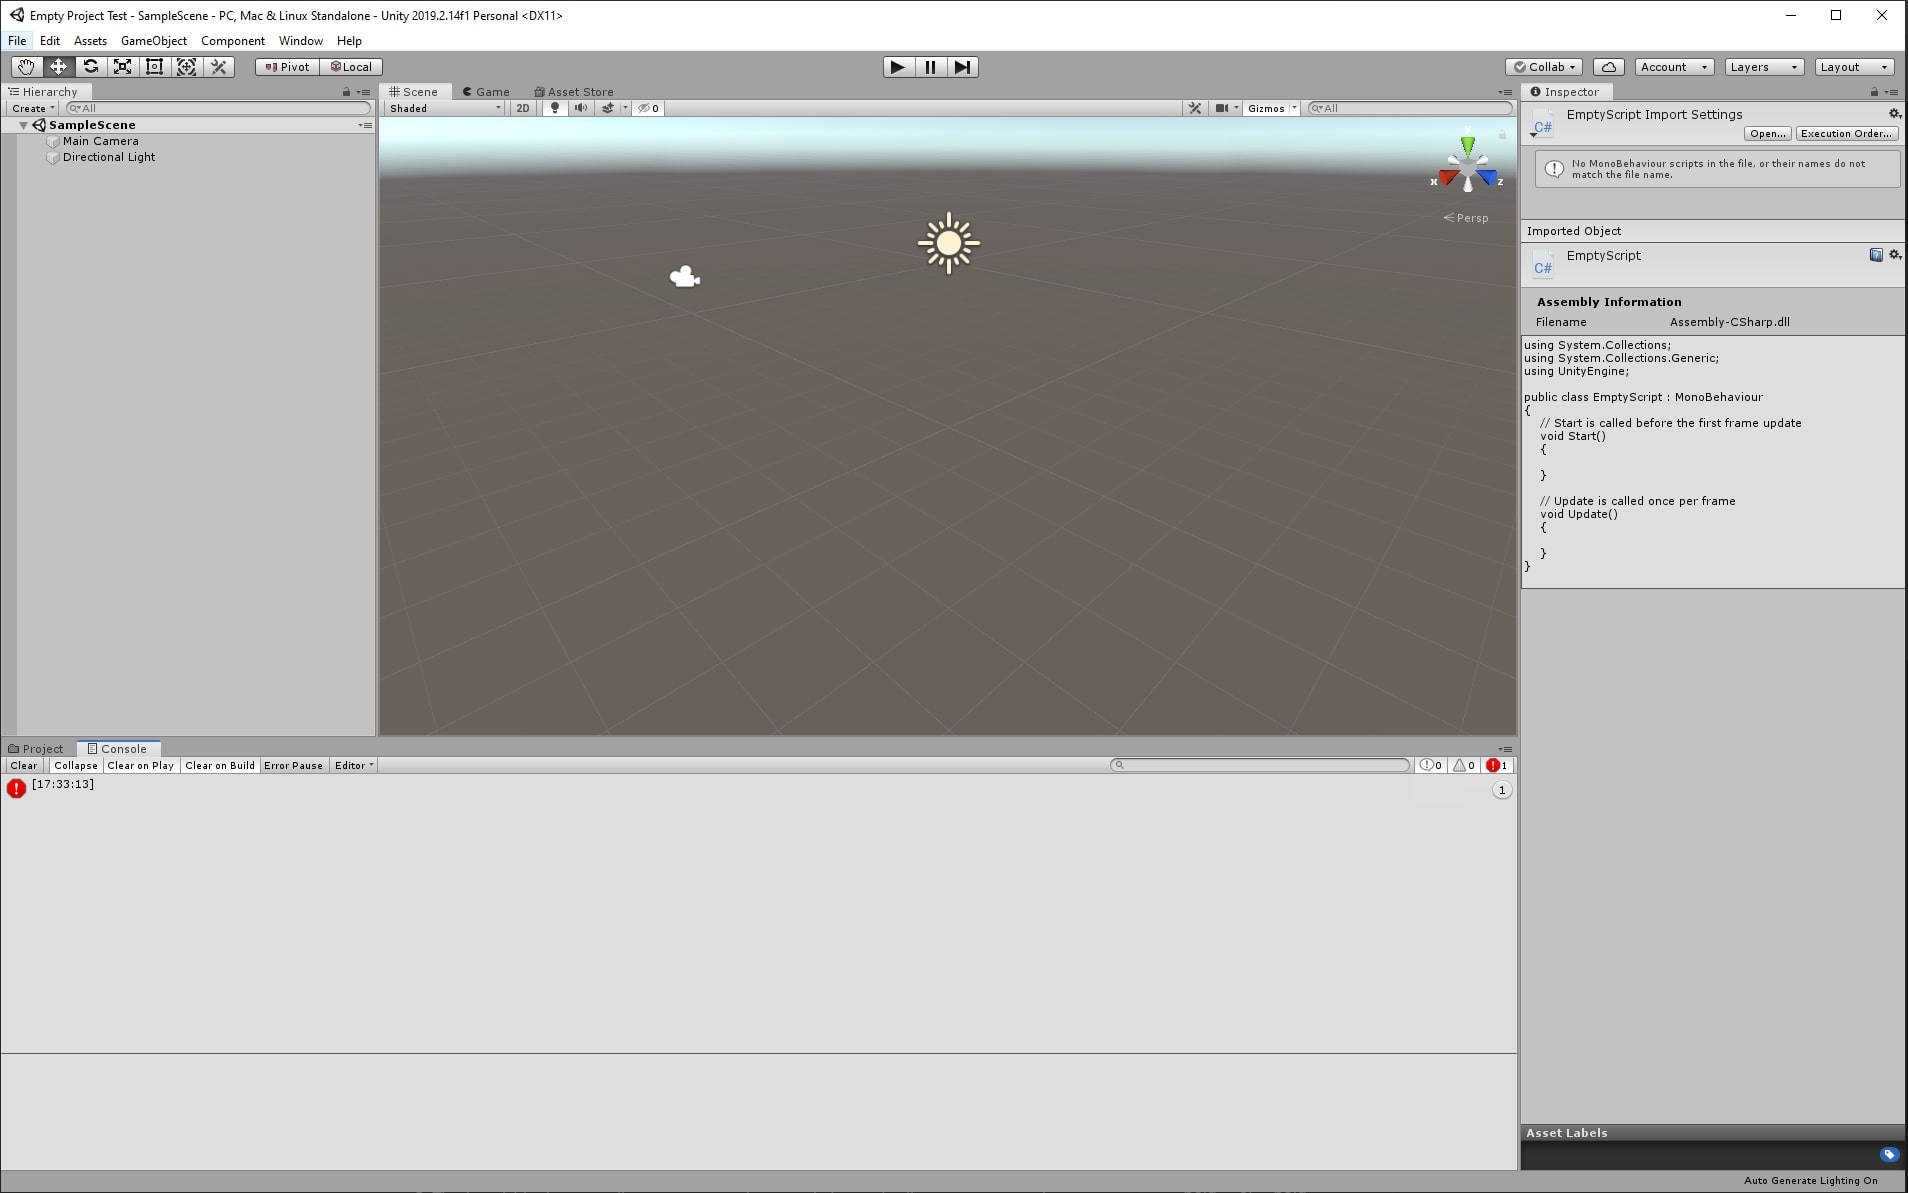 Empty Project Test - SampleScene - PC, Mac & Linux Standalone - Unity 2019.2.14f1 Personal <DX11>
File Edit Assets GameObject Component Window Help
Pivot Local Collab Account Layers Layout
Hierarchy
Create All
SampleScene
Main Camera
Directional Light
Scene Game Asset Store
Shaded 2D 0 Gizmos All
y
x z
Persp
Inspector
C# EmptyScript Import Settings
Open... Execution Order...
No MonoBehaviour scripts in the file, or their names do not
match the file name.
Imported Object
C# EmptyScript
Assembly Information
Filename Assembly-CSharp.dll
using System.Collections;
using System.Collections.Generic;
using UnityEngine;
public class EmptyScript : MonoBehaviour
{
// Start is called before the first frame update
void Start()
{
}
// Update is called once per frame
void Update()
{
}
}
Project Console
Clear Collapse Clear on Play Clear on Build Error Pause Editor 0 0 1
[17:33:13] 1
Asset Labels
Auto Generate Lighting On